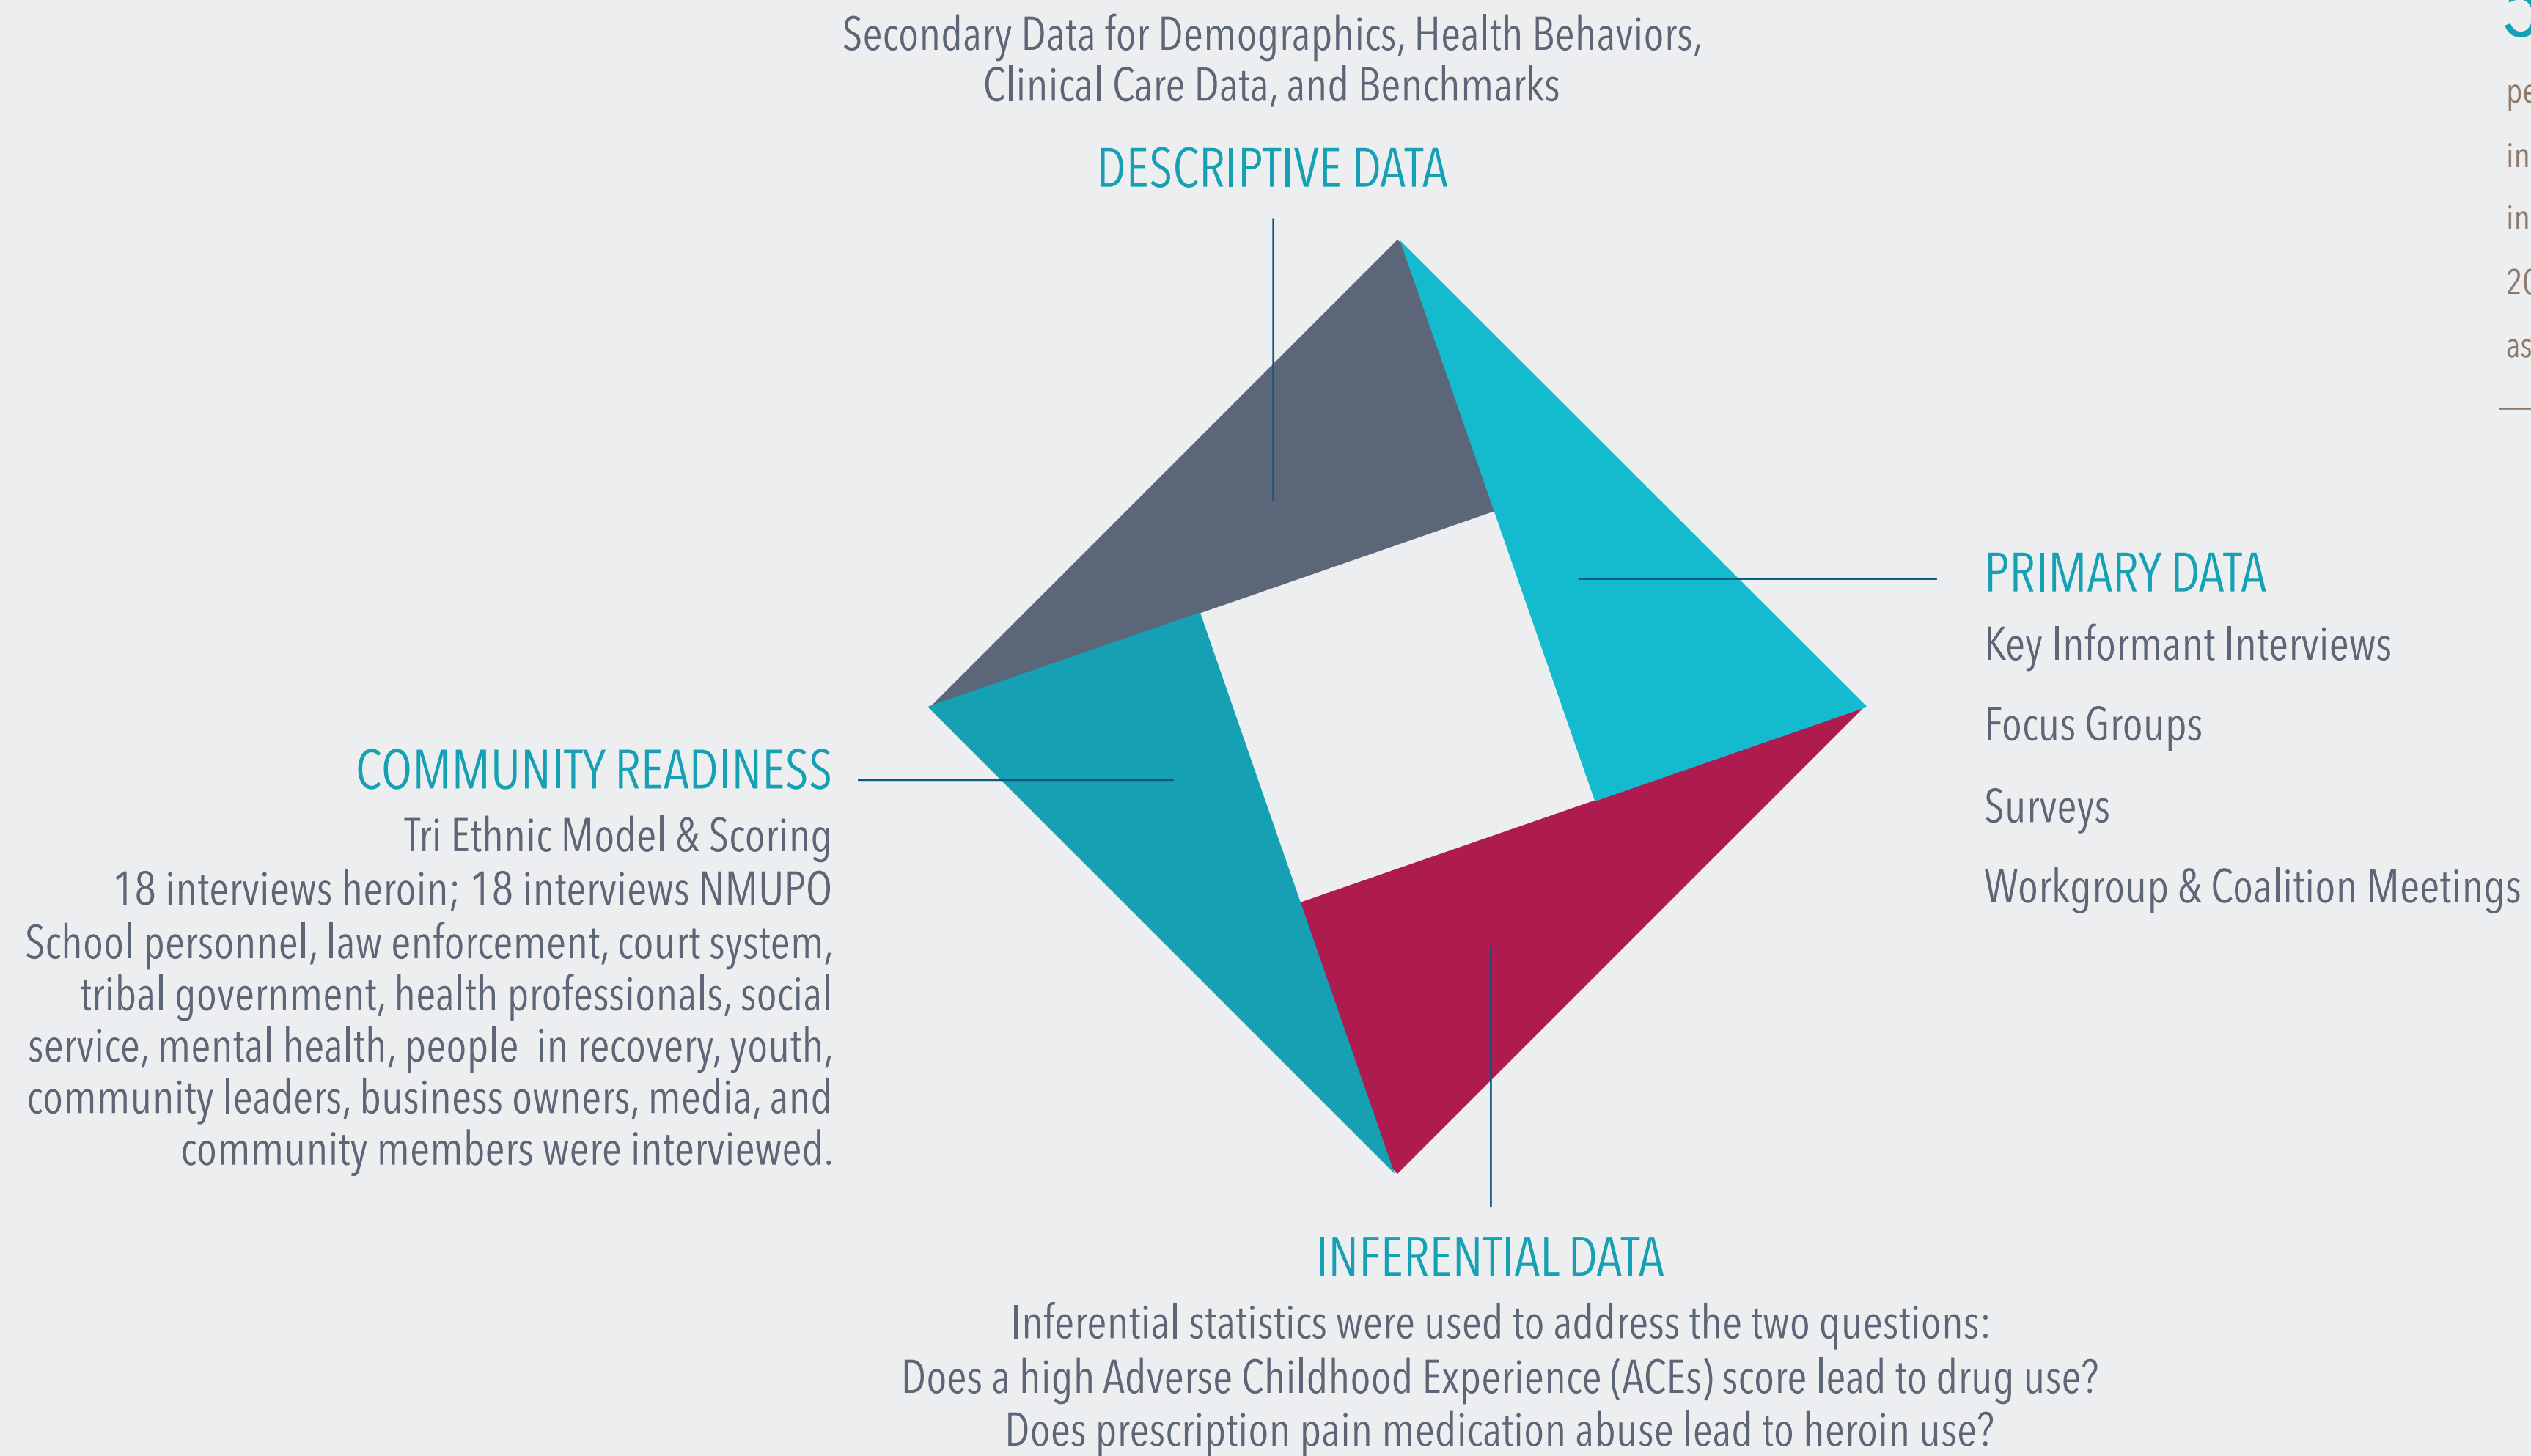 Secondary Data for Demographics, Health Behaviors,
Clinical Care Data, and Benchmarks
DESCRIPTIVE DATA
PRIMARY DATA
Key Informant Interviews
Focus Groups
Surveys
Workgroup & Coalition Meetings
COMMUNITY READINESS
Tri Ethnic Model & Scoring
18 interviews heroin; 18 interviews NMUPO
School personnel, law enforcement, court system,
tribal government, health professionals, social
service, mental health, people in recovery, youth,
community leaders, business owners, media, and
community members were interviewed.
INFERENTIAL DATA
Inferential statistics were used to address the two questions:
Does a high Adverse Childhood Experience (ACEs) score lead to drug use?
Does prescription pain medication abuse lead to heroin use?